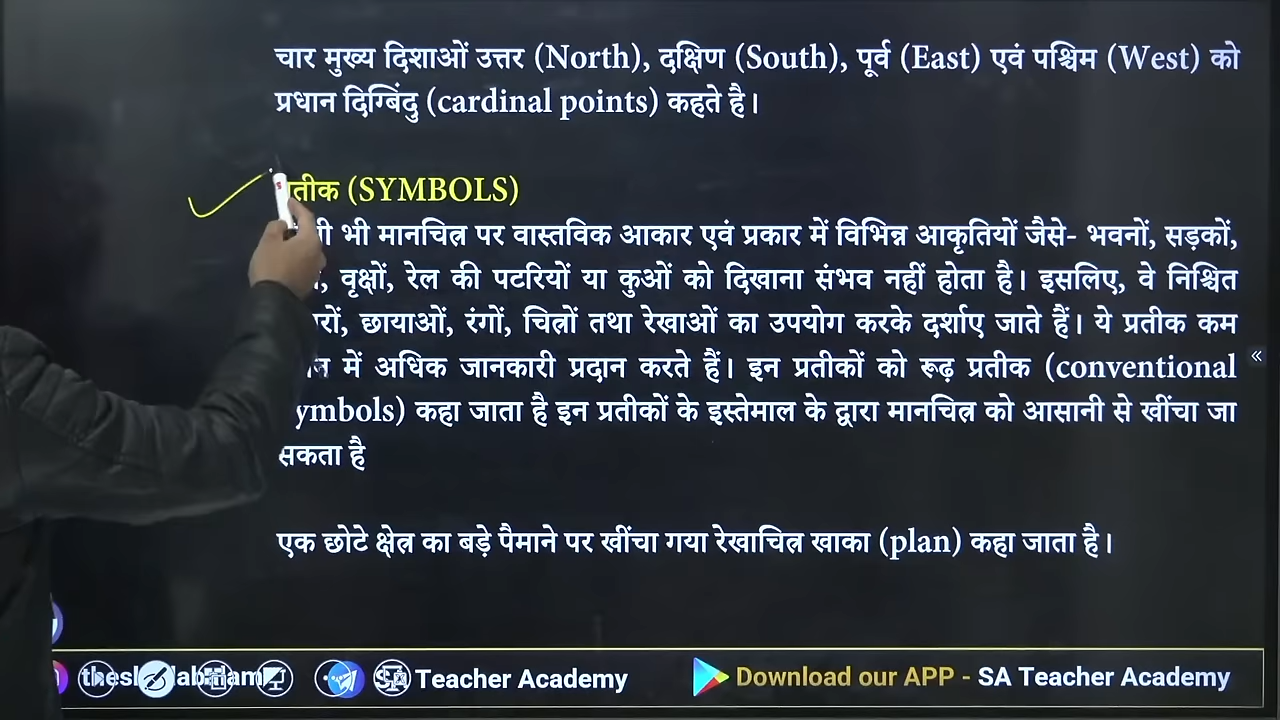 चार मुख्य दिशाओं उत्तर (North), दक्षिण (South), पूर्व (East) एवं पश्चिम (West) को
प्रधान दिग्बिंदु (cardinal points) कहते है।
(SYMBOLS)
भी मानचित्र पर वास्तविक आकार एवं प्रकार में विभिन्न आकृतियों जैसे- भवनों, सड़कों,
वृक्षों, रेल की पटरियों या कुओं को दिखाना संभव नहीं होता है। इसलिए, वे निश्चित
छायाओं, रंगों, चित्रों तथा रेखाओं का उपयोग करके दर्शाए जाते हैं। ये प्रतीक कम
में अधिक जानकारी प्रदान करते हैं। इन प्रतीकों को रूढ़ प्रतीक (conventional
ymbols) कहा जाता है इन प्रतीकों के इस्तेमाल के द्वारा मानचित्र को आसानी से खींचा जा
सकता है
एक छोटे क्षेत्र का बड़े पैमाने पर खींचा गया रेखाचित्र खाका (plan) कहा जाता है।
Teacher Academy
Download our APP - SA Teacher Academy